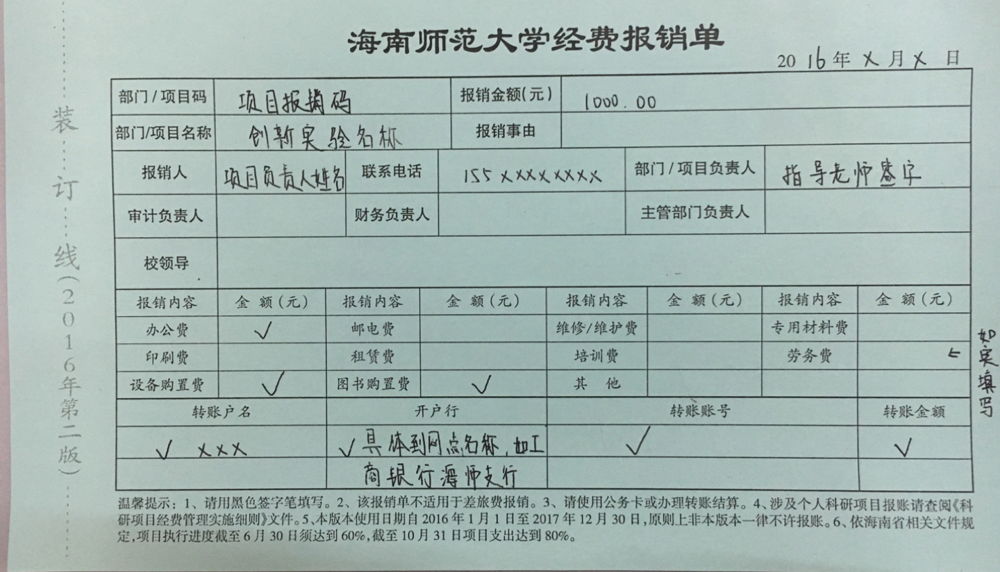 海南师范大学经费报销单
2016年 x 月 x 日
部门/项目码 项目报销码 报销金额(元) 1000.00
部门/项目名称 创新实验名称 报销事由
报销人 项目负责人姓名 联系电话 155xxxxxxxx 部门/项目负责人 指导老师签字
审计负责人 财务负责人 主管部门负责人
校领导
报销内容 金 额(元) 报销内容 金 额(元) 报销内容 金 额(元) 报销内容 金 额(元)
办公费 ✓ 邮电费 维修/维护费 专用材料费
印刷费 租赁费 培训费 劳务费
设备购置费 ✓ 图书购置费 ✓ 其 他
转账户名 开户行 转账账号 转账金额
✓ xxx ✓具体到网点名称,如工 ✓ ✓
商银行海师支行
温馨提示:1、请用黑色签字笔填写。2、该报销单不适用于差旅费报销。3、请使用公务卡或办理转账结算。4、涉及个人科研项目报账请查阅《科
研项目经费管理实施细则》文件。5、本版本使用日期自2016年1月1日至2017年12月30日,原则上非本版本一律不许报账。6、依海南省相关文件规
定,项目执行进度截至6月30日须达到60%,截至10月31日项目支出达到80%。
装订线(2016年第二版)
如实填写